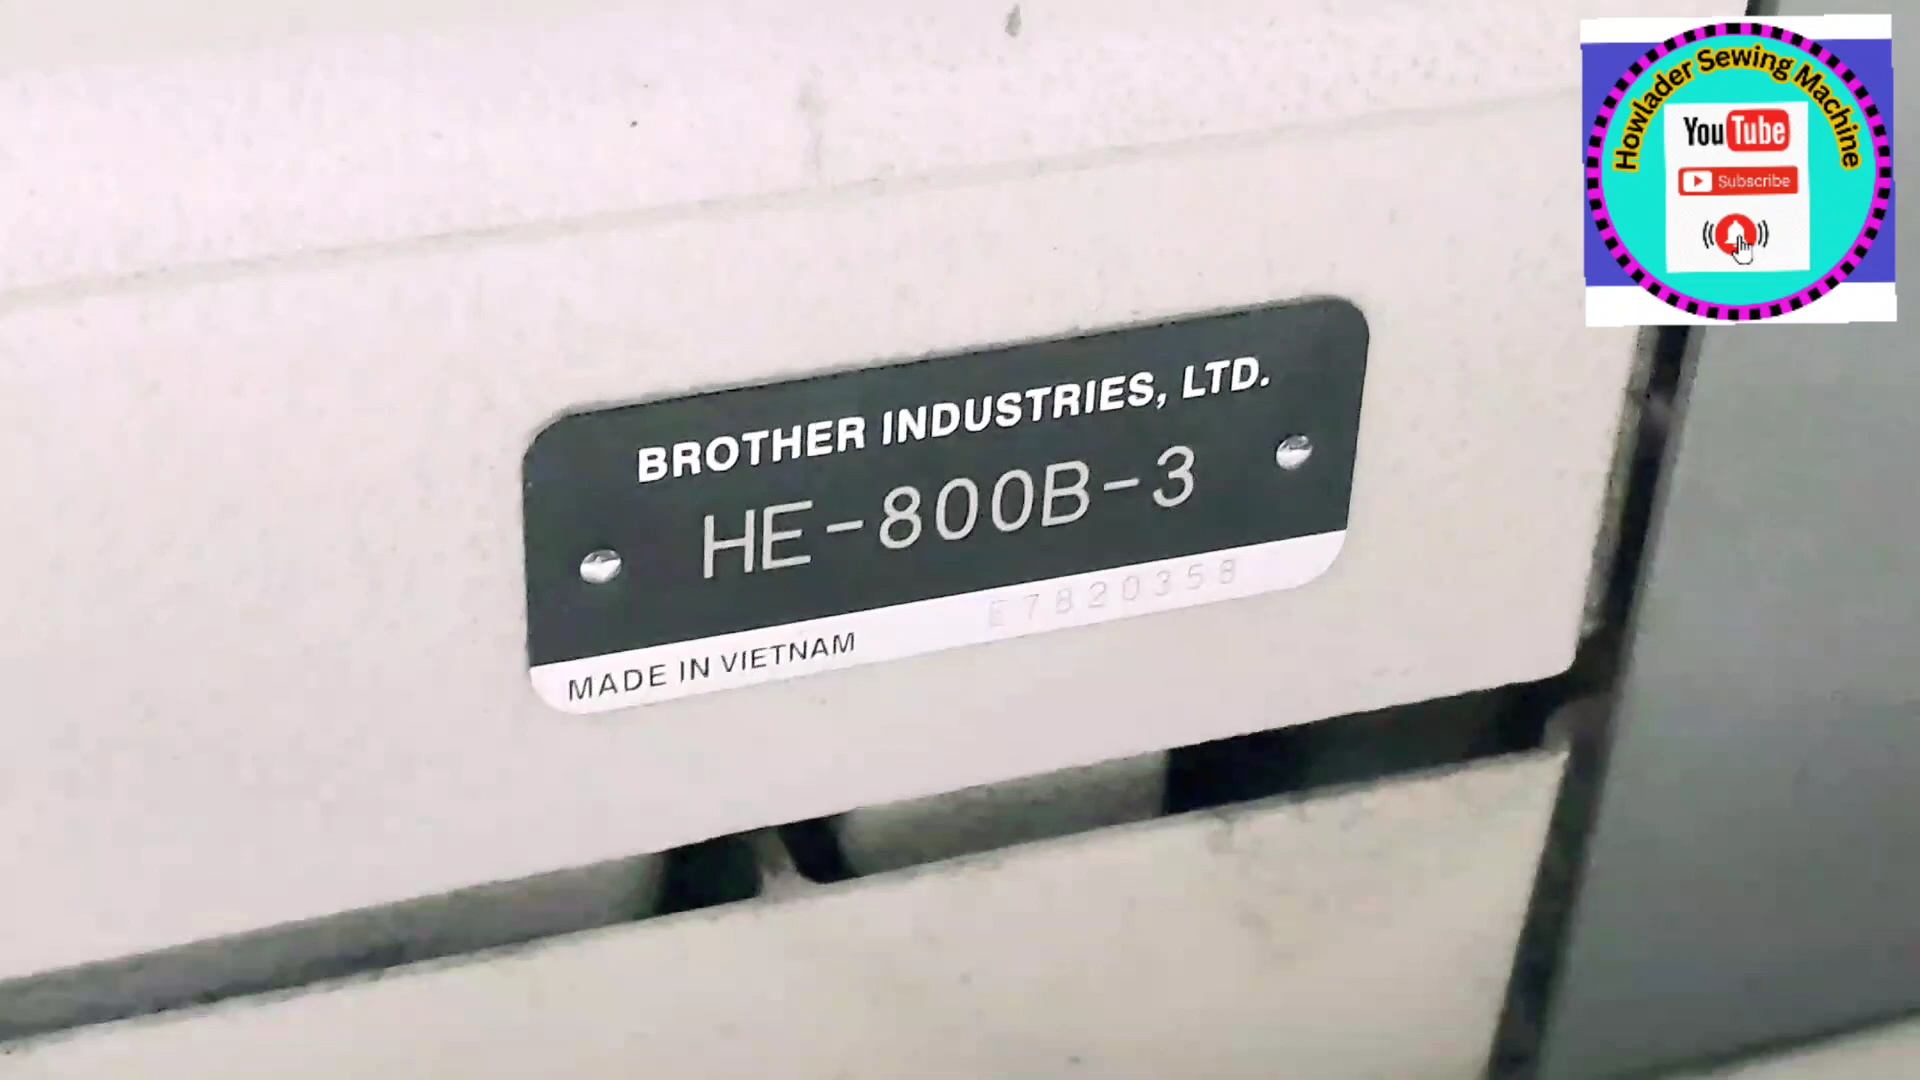 Howlader Sewing Machine
YouTube
Subscribe
BROTHER INDUSTRIES, LTD.
HE-800B-3
E7820358
MADE IN VIETNAM